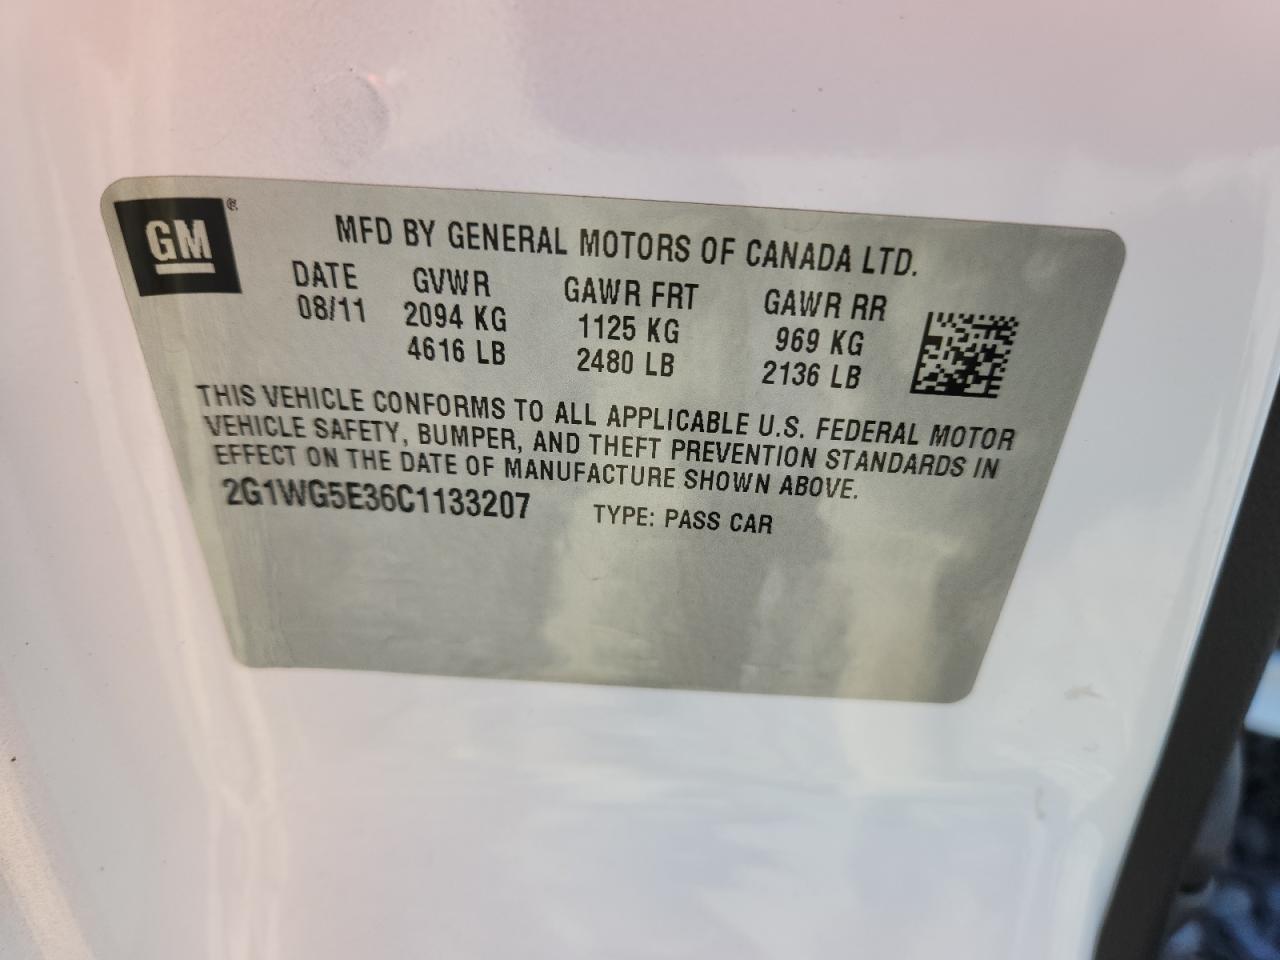 GM
MFD BY GENERAL MOTORS OF CANADA LTD.
DATE GVWR GAWR FRT GAWR RR
08/11 2094 KG 1125 KG 969 KG
4616 LB 2480 LB 2136 LB
THIS VEHICLE CONFORMS TO ALL APPLICABLE U.S. FEDERAL MOTOR
VEHICLE SAFETY, BUMPER, AND THEFT PREVENTION STANDARDS IN
EFFECT ON THE DATE OF MANUFACTURE SHOWN ABOVE.
2G1WG5E36C1133207 TYPE: PASS CAR